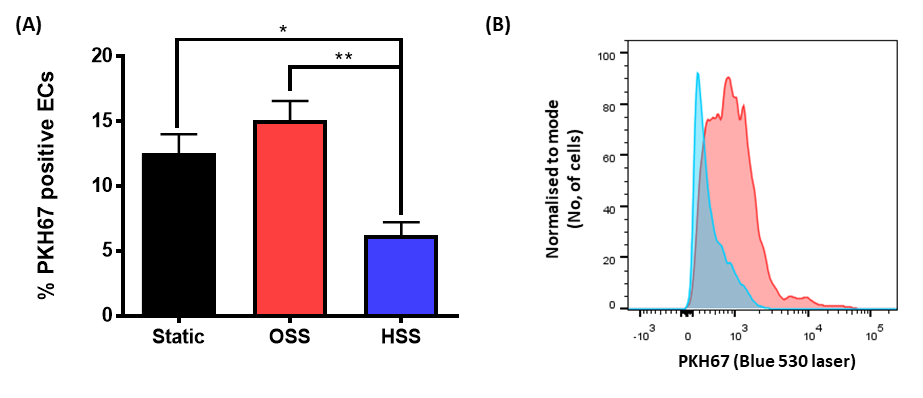 (A)
*
**
20
15
10
5
0
% PKH67 positive ECs
Static OSS HSS
(B)
100
80
60
40
20
0
Normalised to mode
(No, of cells)
-10³ 0 10³ 10⁴ 10⁵
PKH67 (Blue 530 laser)